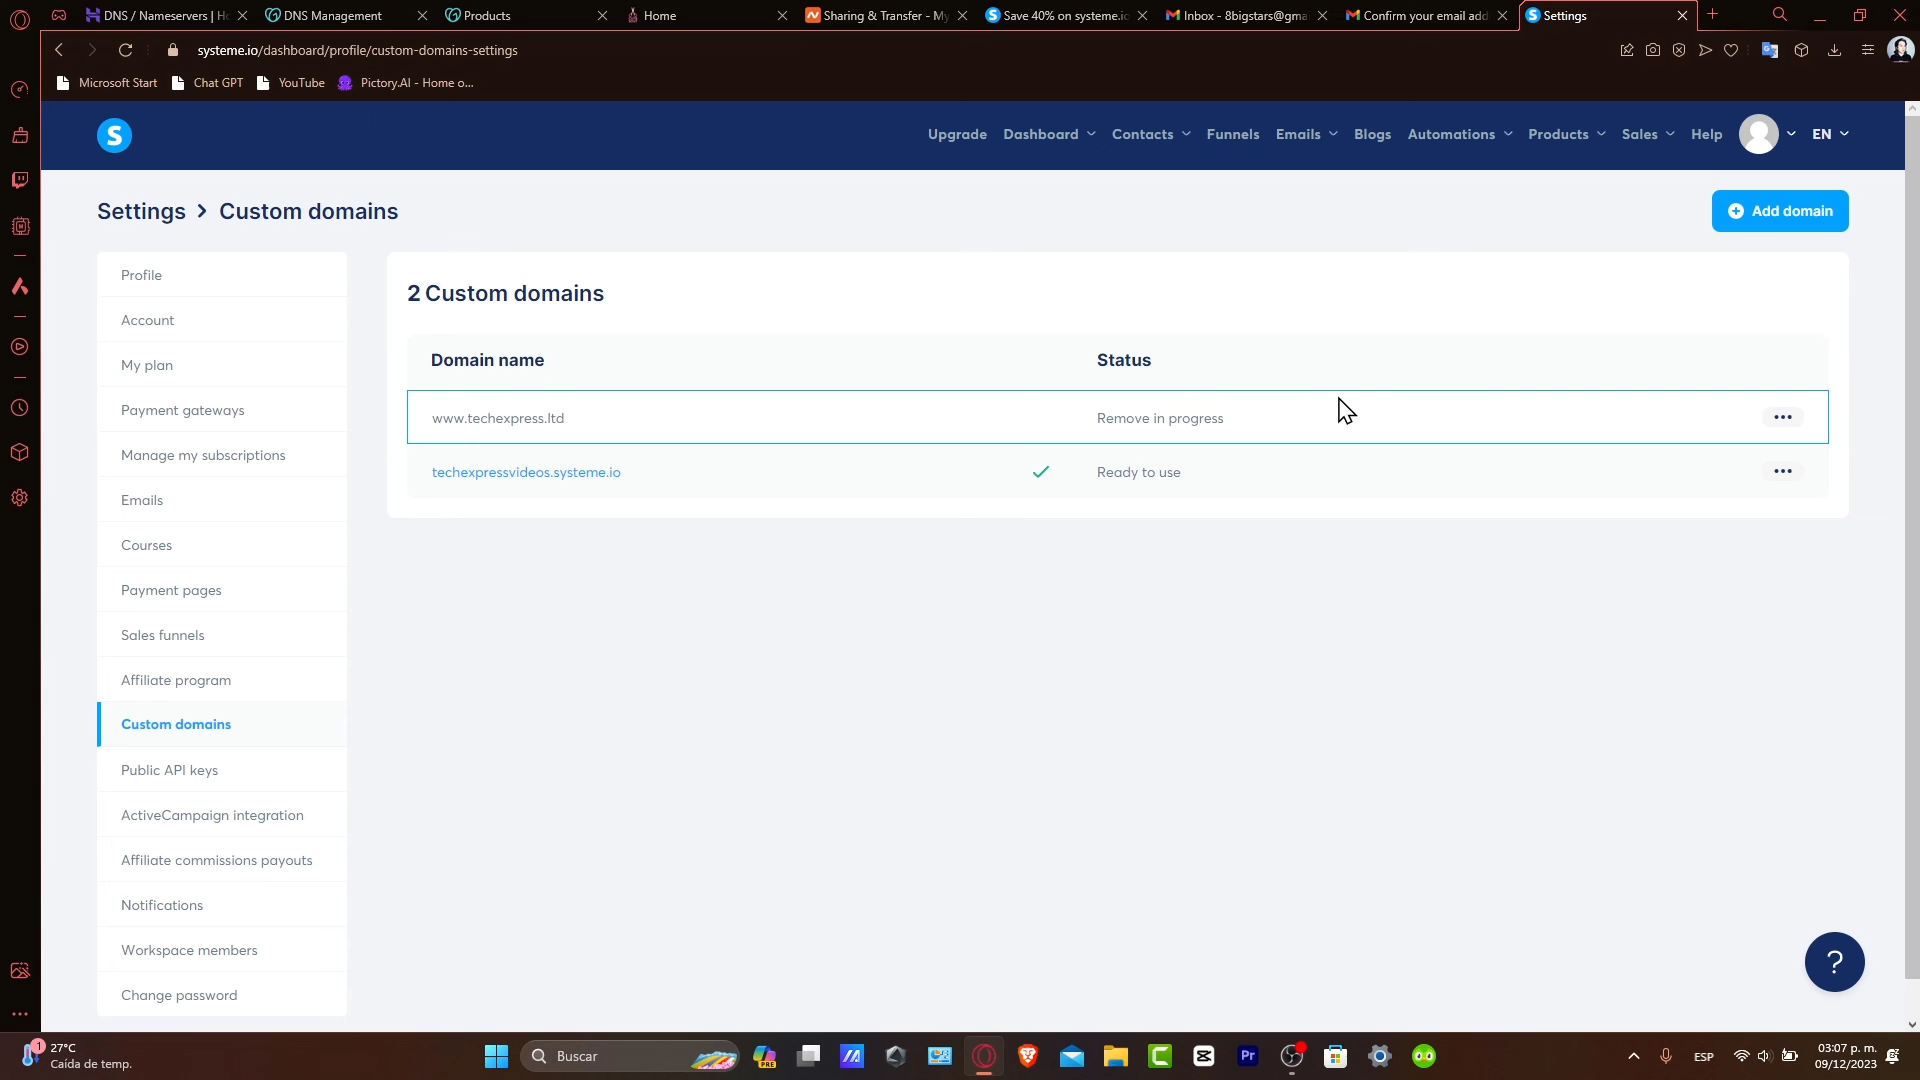 DNS / Nameservers | Ho
DNS Management
Products
Home
Sharing & Transfer - My
Save 40% on systeme.io
Inbox - 8bigstars@gma
Confirm your email add
Settings
systeme.io/dashboard/profile/custom-domains-settings
Microsoft Start
Chat GPT
YouTube
Pictory.AI - Home o...
S
Upgrade
Dashboard
Contacts
Funnels
Emails
Blogs
Automations
Products
Sales
Help
EN
Settings > Custom domains
Add domain
Profile
Account
My plan
Payment gateways
Manage my subscriptions
Emails
Courses
Payment pages
Sales funnels
Affiliate program
Custom domains
Public API keys
ActiveCampaign integration
Affiliate commissions payouts
Notifications
Workspace members
Change password
2 Custom domains
Domain name
Status
www.techexpress.ltd
Remove in progress
techexpressvideos.systeme.io
Ready to use
?
1
27°C
Caída de temp.
Buscar
PRE
Pr
ESP
03:07 p. m.
09/12/2023